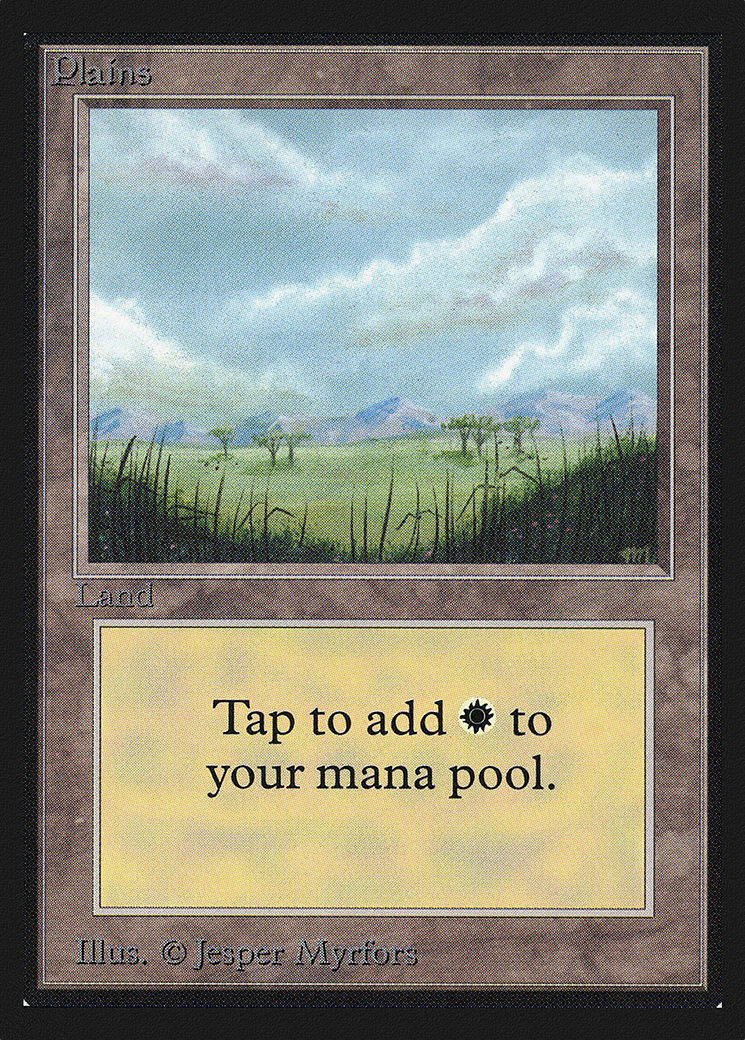 Plains
Land
Tap to add to
your mana pool.
Illus. © Jesper Myrfors